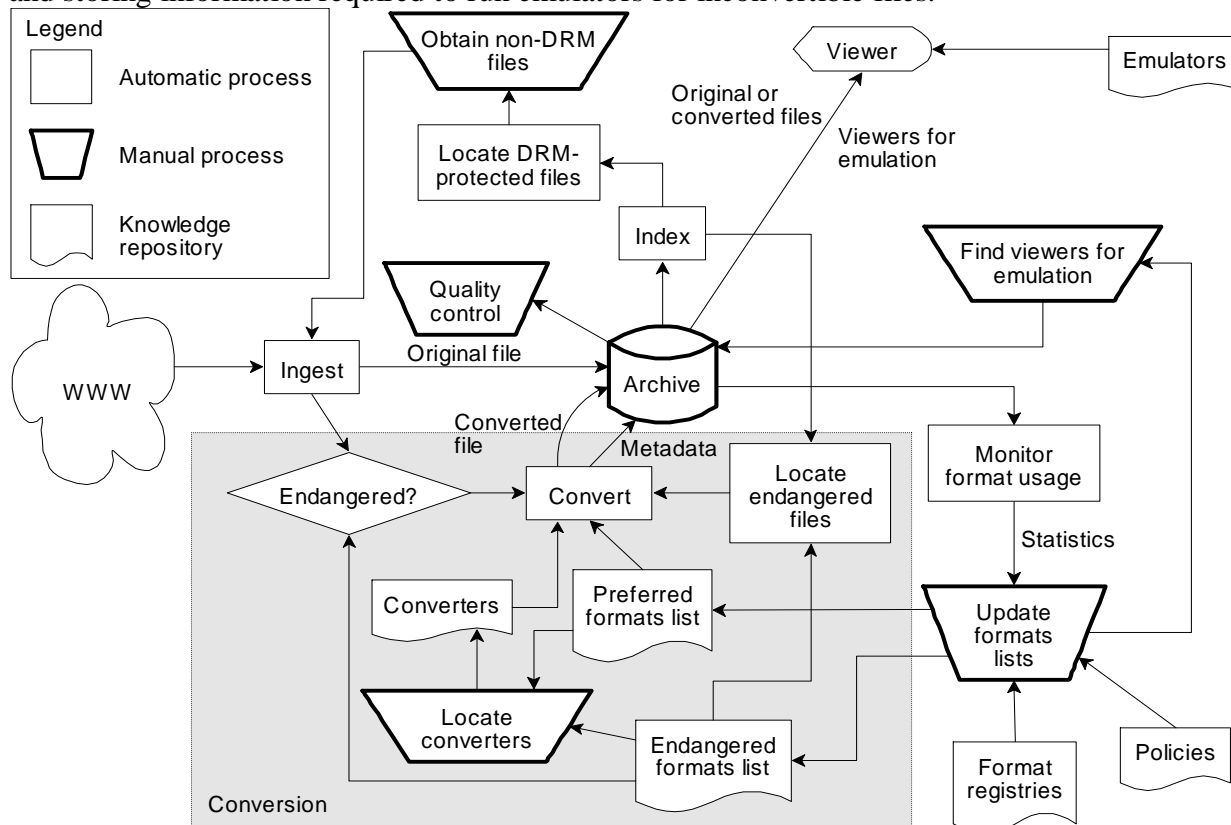 and storing information required to run emulators for inconvertible files.
Legend
Automatic process
Manual process
Knowledge
repository
Obtain non-DRM
files
Viewer
Emulators
Original or
converted files
Viewers for
emulation
Locate DRM-
protected files
Index
Find viewers for
emulation
Quality
control
WWW
Ingest
Original file
Archive
Converted
file
Metadata
Monitor
format usage
Endangered?
Convert
Locate
endangered
files
Statistics
Converters
Preferred
formats list
Update
formats
lists
Locate
converters
Endangered
formats list
Format
registries
Policies
Conversion